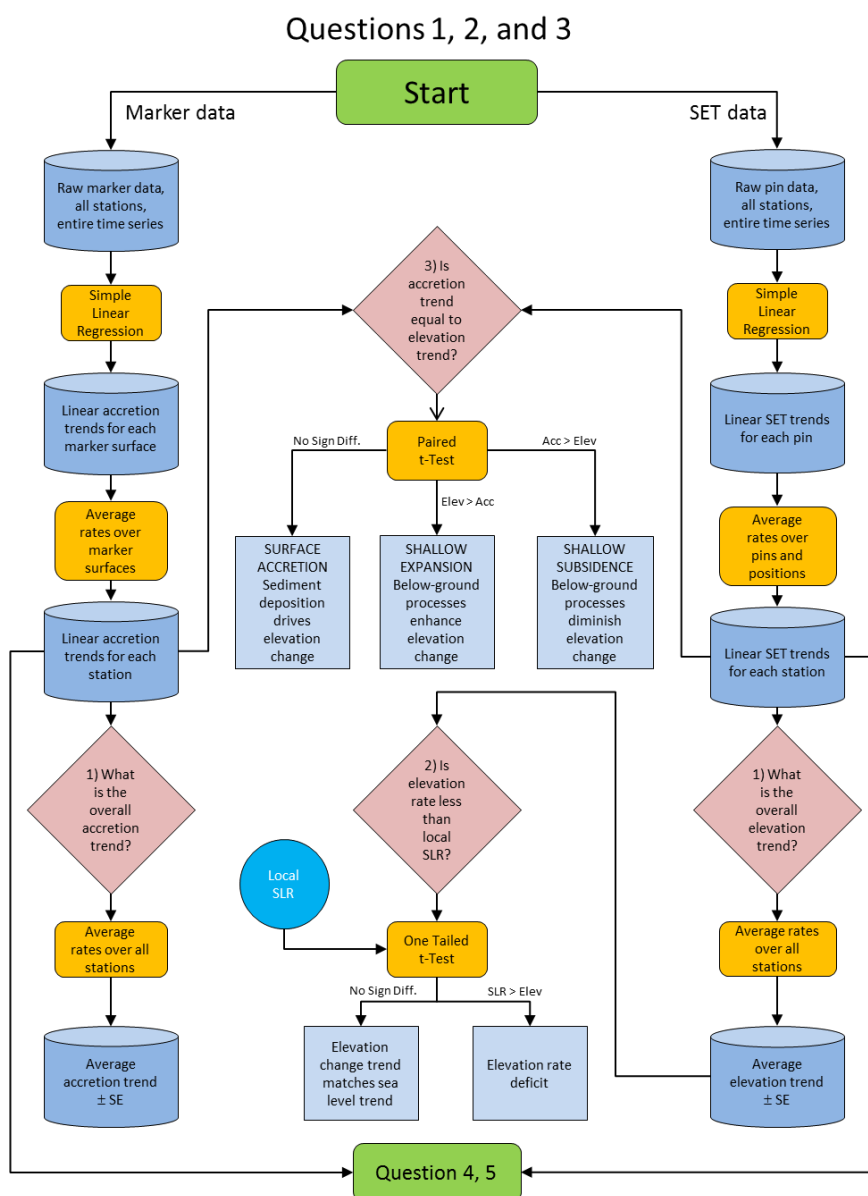 Questions 1, 2, and 3
Start
Marker data
SET data
Raw marker data,
all stations,
entire time series
Raw pin data,
all stations,
entire time series
Simple
Linear
Regression
3) Is
accretion
trend
equal to
elevation
trend?
Simple
Linear
Regression
Linear accretion
trends for each
marker surface
Linear SET trends
for each pin
No Sign Diff.
Paired
t-Test
Acc > Elev
Elev > Acc
Average
rates over
marker
surfaces
SURFACE
ACCRETION
Sediment
deposition
drives
elevation
change
SHALLOW
EXPANSION
Below-ground
processes
enhance
elevation
change
SHALLOW
SUBSIDENCE
Below-ground
processes
diminish
elevation
change
Average
rates over
pins and
positions
Linear accretion
trends for each
station
Linear SET trends
for each station
1) What
is the
overall
accretion
trend?
2) Is
elevation
rate less
than
local
SLR?
1) What
is the
overall
elevation
trend?
Local
SLR
Average
rates over all
stations
One Tailed
t-Test
Average rates
over all
stations
No Sign Diff.
SLR > Elev
Average
accretion trend
± SE
Elevation
change trend
matches sea
level trend
Elevation rate
deficit
Average
elevation trend
± SE
Question 4, 5